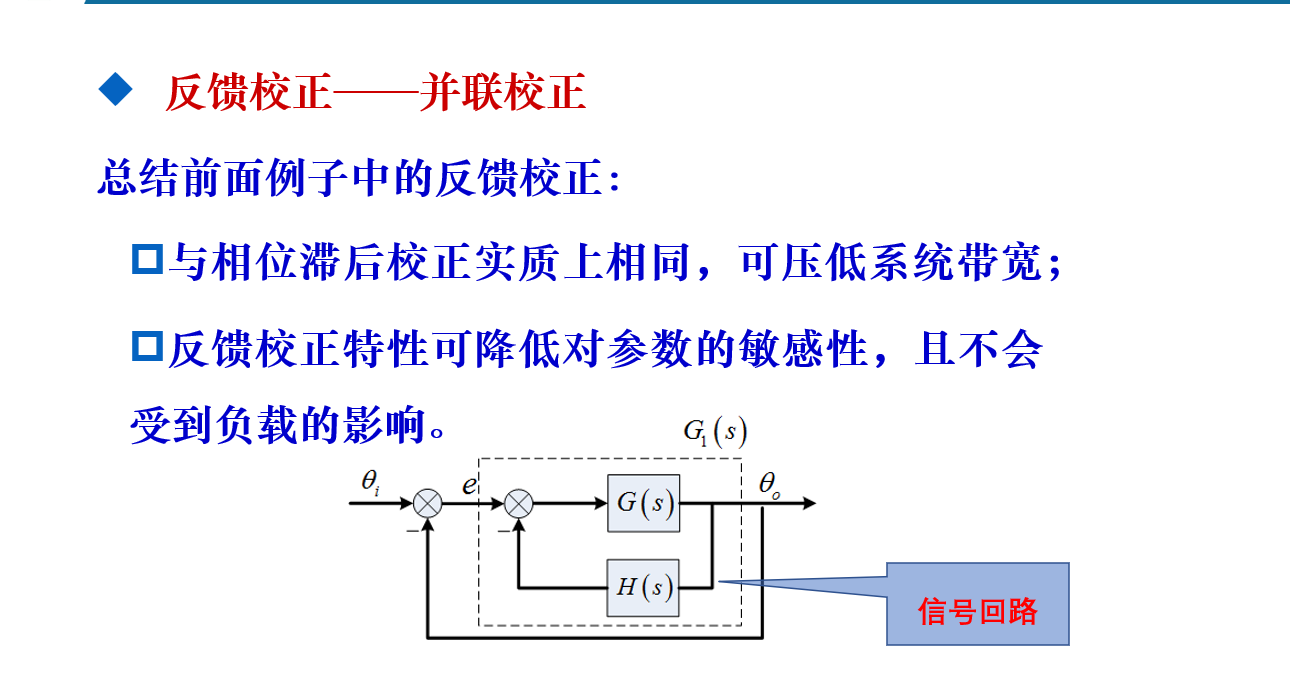 反馈校正——并联校正
总结前面例子中的反馈校正：
与相位滞后校正实质上相同，可压低系统带宽；
反馈校正特性可降低对参数的敏感性，且不会
受到负载的影响。
G₁(s)
θᵢ
e
θₒ
G(s)
−
−
H(s)
信号回路